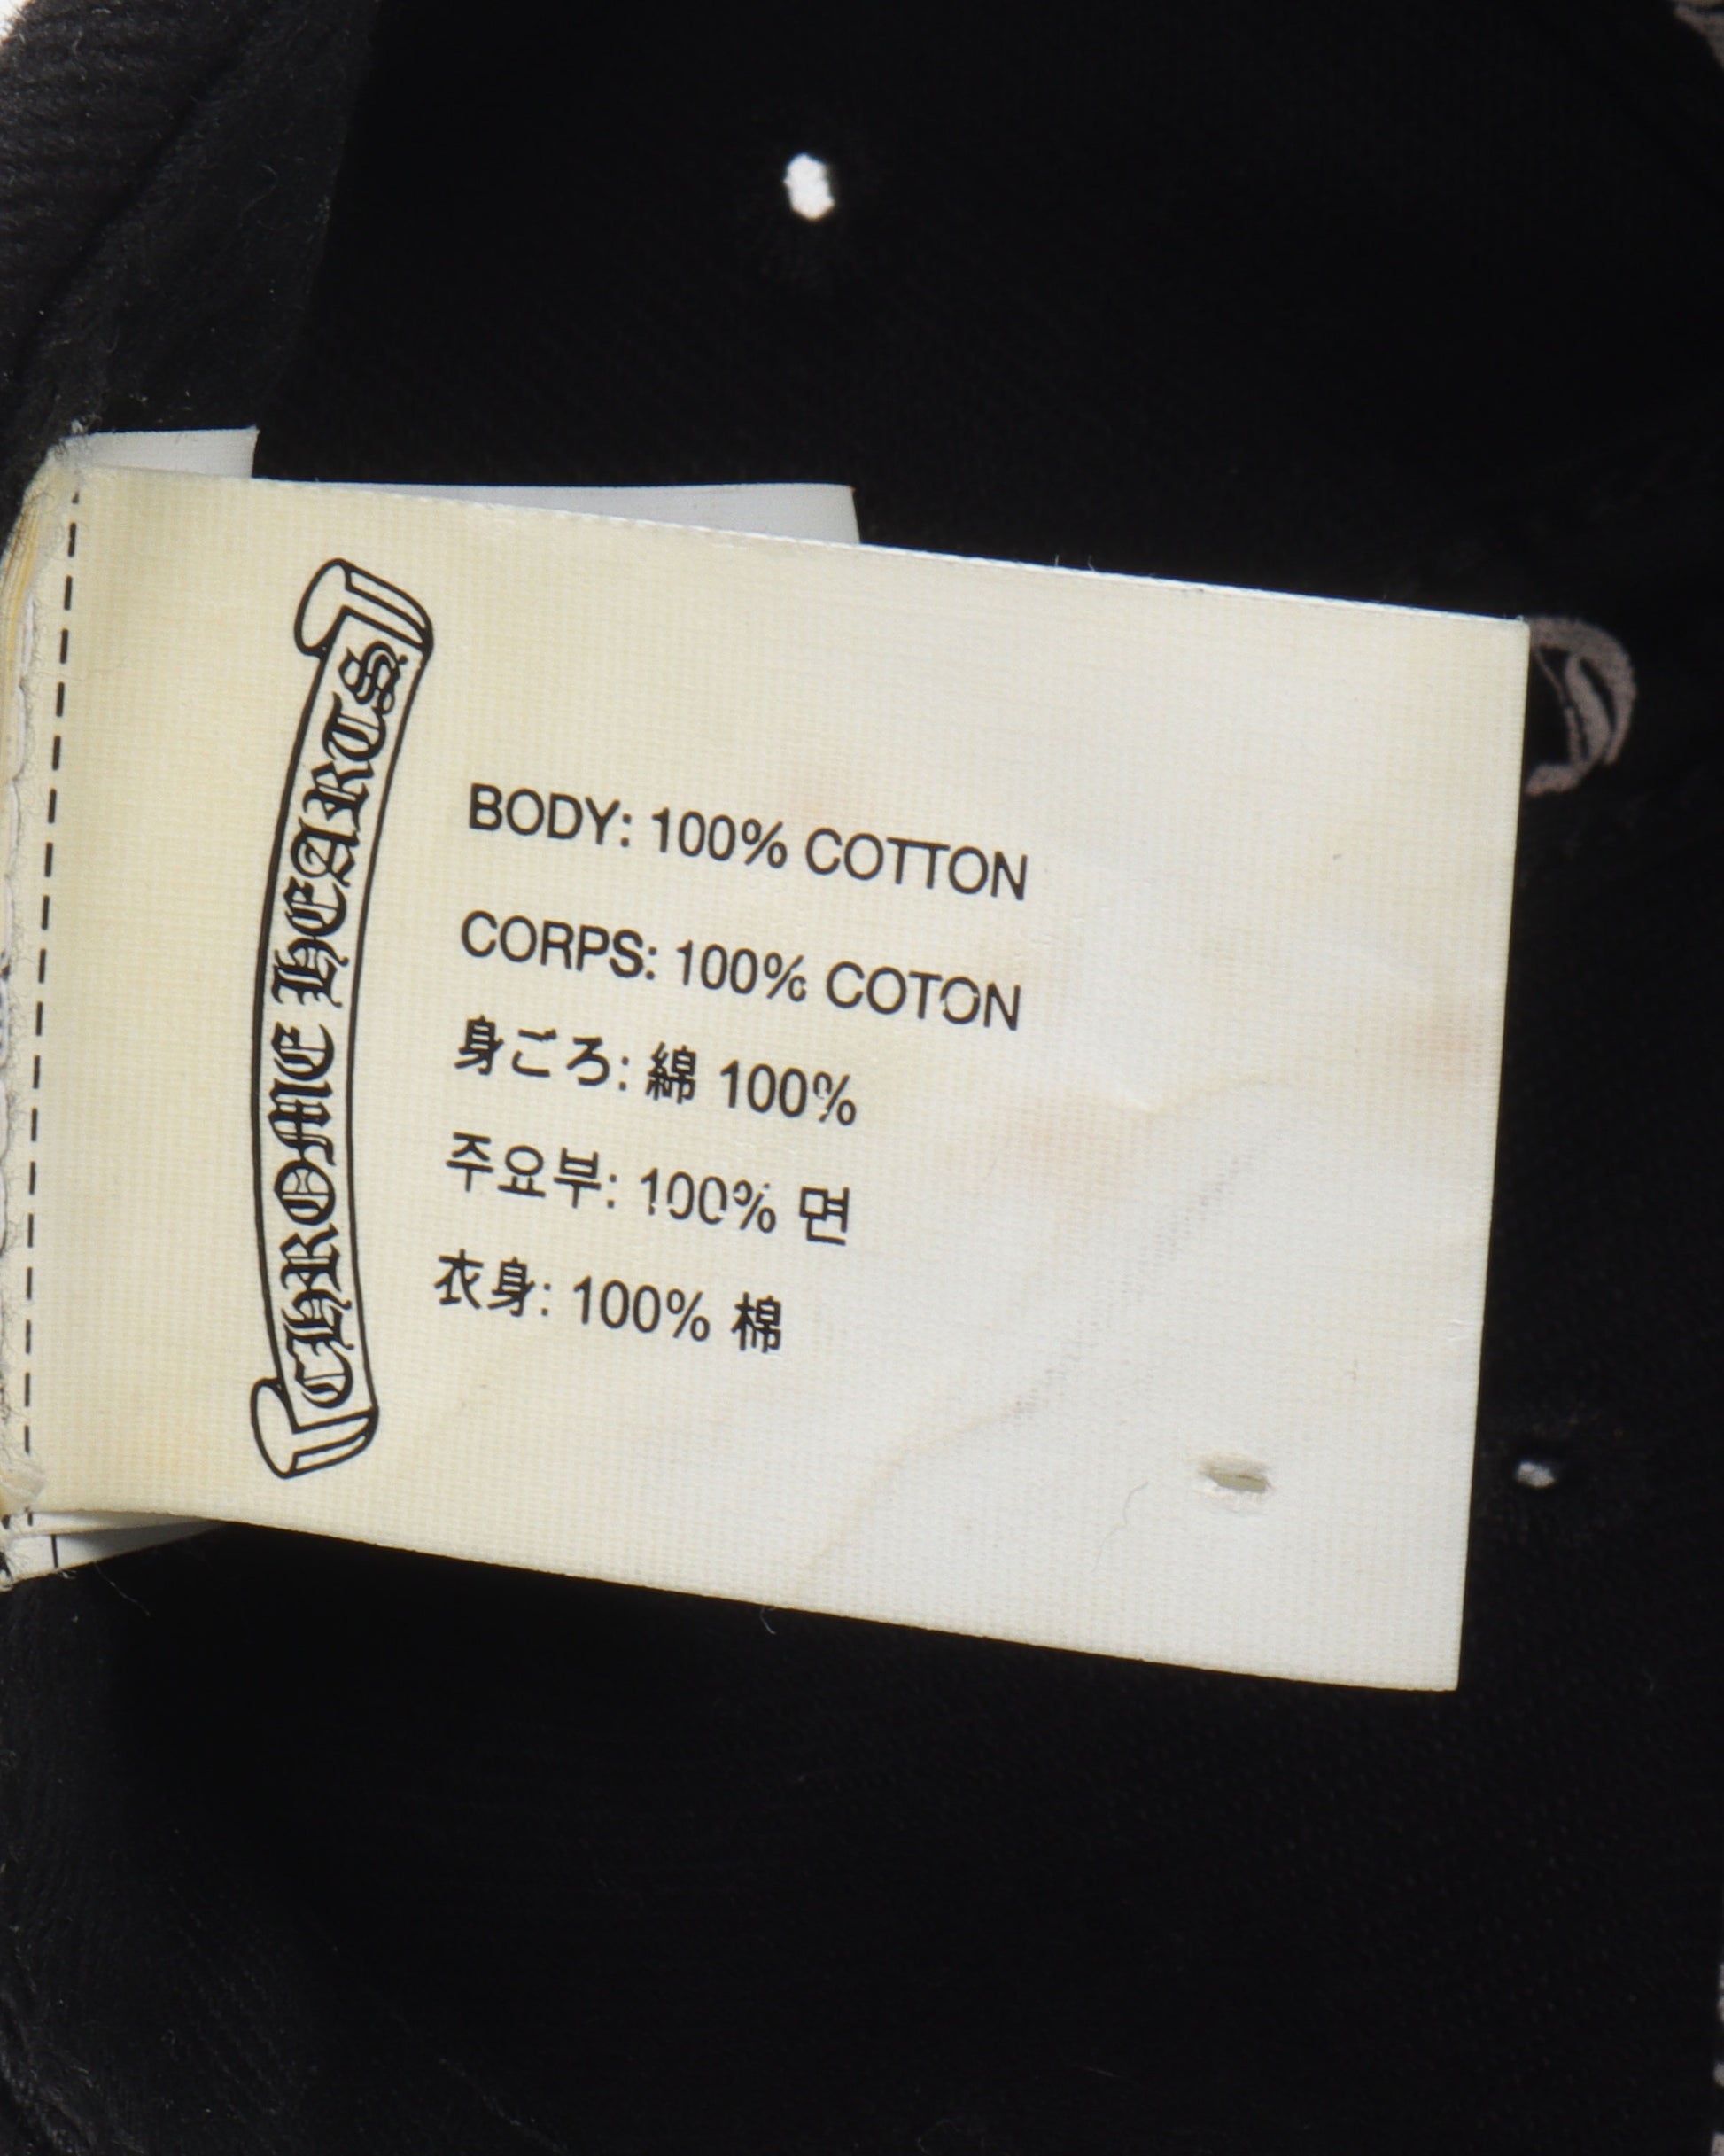 CHROME HEARTS
BODY: 100% COTTON
CORPS: 100% COTON
身ごろ: 綿 100%
주요부: 100% 면
衣身: 100% 棉